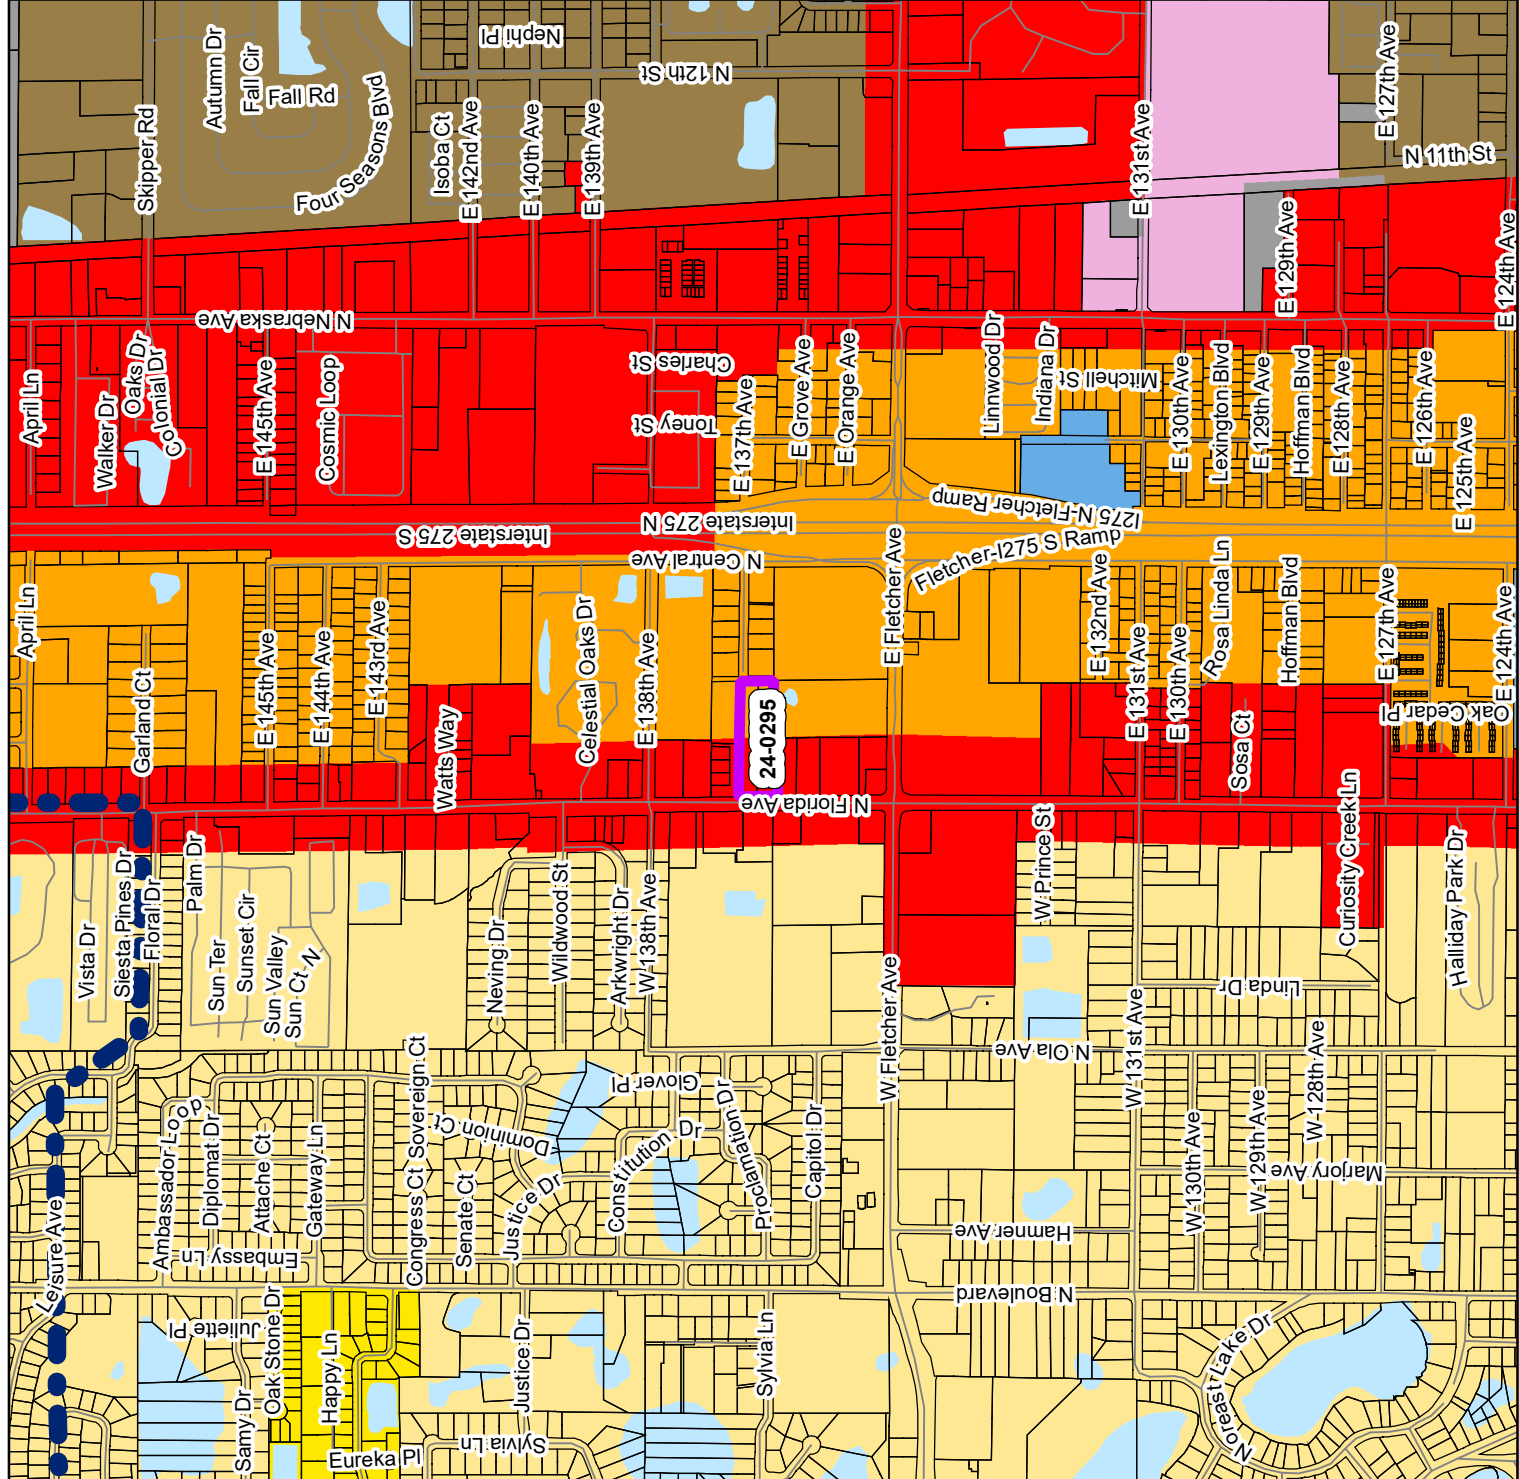 Nephi Pl
N 12th St
Autumn Dr
Fall Cir
Fall Rd
Four Seasons Blvd
Skipper Rd
Isoba Ct
E 142nd Ave
E 140th Ave
E 139th Ave
E 131st Ave
E 127th Ave
N 11th St
E 129th Ave
E 124th Ave
N Nebraska Ave
April Ln
Walker Dr
Oaks Dr
Colonial Dr
E 145th Ave
Cosmic Loop
Charles St
Toney St
E 137th Ave
E Grove Ave
E Orange Ave
Linnwood Dr
Indiana Dr
Mitchell St
E 130th Ave
Lexington Blvd
E 129th Ave
Hoffman Blvd
E 128th Ave
E 126th Ave
E 125th Ave
Interstate 275 S
Interstate 275 N
I275 N-Fletcher Ramp
Fletcher-I275 S Ramp
N Central Ave
April Ln
Garland Ct
E 145th Ave
E 144th Ave
E 143rd Ave
Watts Way
Celestial Oaks Dr
E 138th Ave
24-0295
E Fletcher Ave
E 132nd Ave
E 131st Ave
E 130th Ave
Rosa Linda Ln
Hoffman Blvd
E 127th Ave
E 124th Ave
Oak Cedar Pl
Sosa Ct
N Florida Ave
Vista Dr
Siesta Pines Dr
Floral Dr
Palm Dr
Sun Ter
Sunset Cir
Sun Valley
Sun Ct-N
Neving Dr
Wildwood St
Arkwright Dr
W 138th Ave
W Fletcher Ave
W Prince St
Curiosity Creek Ln
Halliday Park Dr
Linda Dr
N Ola Ave
W 131st Ave
W 128th Ave
Glover Pl
Sovereign Ct
Dominion Ct
Constitution Dr
Proclamation Dr
Capitol Dr
Ambassador Loop
Diplomat Dr
Attache Ct
Gateway Ln
Congress Ct
Senate Ct
Justice Dr
Embassy Ln
Leisure Ave
W 130th Ave
W 129th Ave
Marjory Ave
Hamner Ave
N Boulevard
Juliette Pl
Oak Stone Dr
Samy Dr
Happy Ln
Eureka Pl
Justice Dr
Sylvia Ln
Sylvia Ln
Noreast Lake Dr